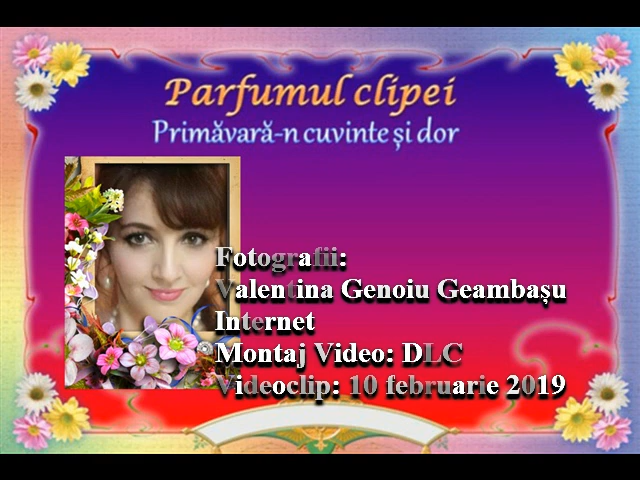 Parfumul clipei
Primăvară-n cuvinte și dor
Fotografii:
Valentina Genoiu Geambașu
Internet
Montaj Video: DLC
Videoclip: 10 februarie 2019